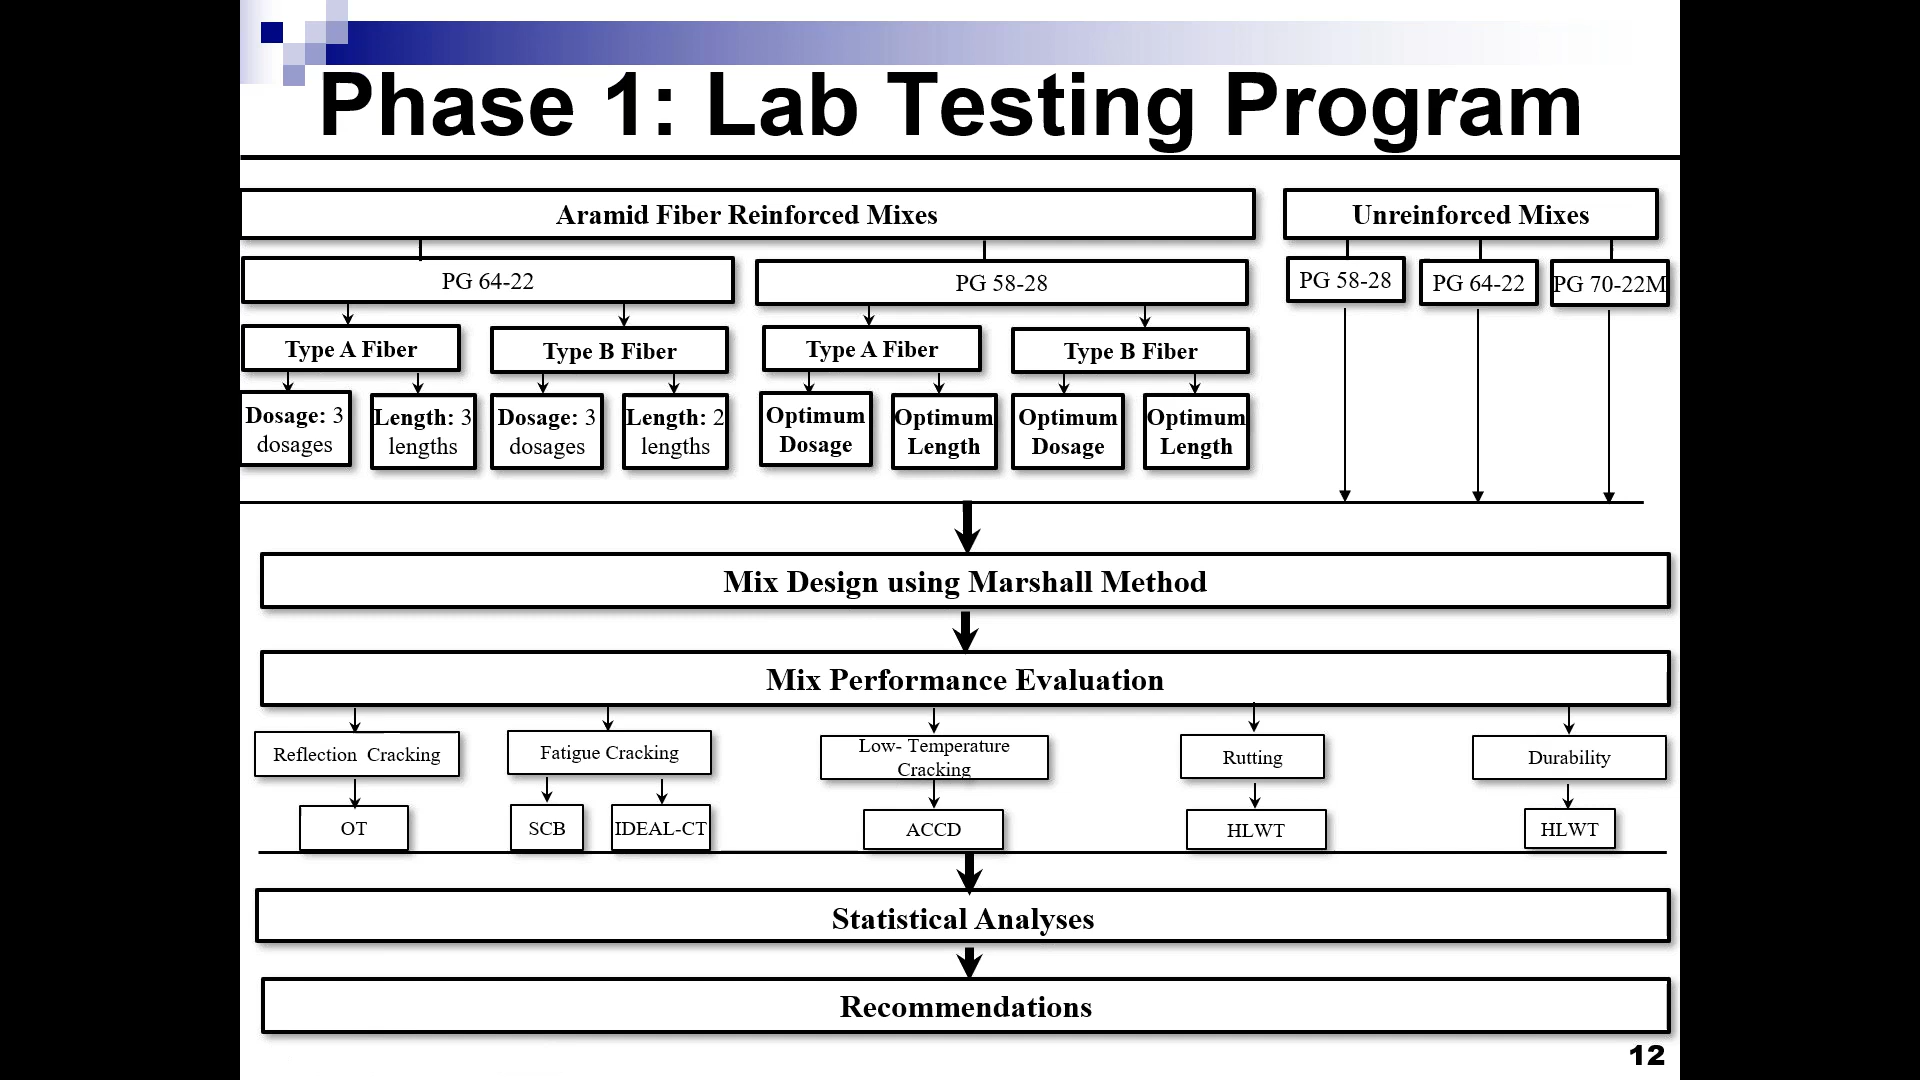 Phase 1: Lab Testing Program
Aramid Fiber Reinforced Mixes
Unreinforced Mixes
PG 64-22
PG 58-28
PG 58-28
PG 64-22
PG 70-22M
Type A Fiber
Type B Fiber
Type A Fiber
Type B Fiber
Dosage: 3
dosages
Length: 3
lengths
Dosage: 3
dosages
Length: 2
lengths
Optimum
Dosage
Optimum
Length
Optimum
Dosage
Optimum
Length
Mix Design using Marshall Method
Mix Performance Evaluation
Reflection Cracking
Fatigue Cracking
Low- Temperature
Cracking
Rutting
Durability
OT
SCB
IDEAL-CT
ACCD
HLWT
HLWT
Statistical Analyses
Recommendations
12